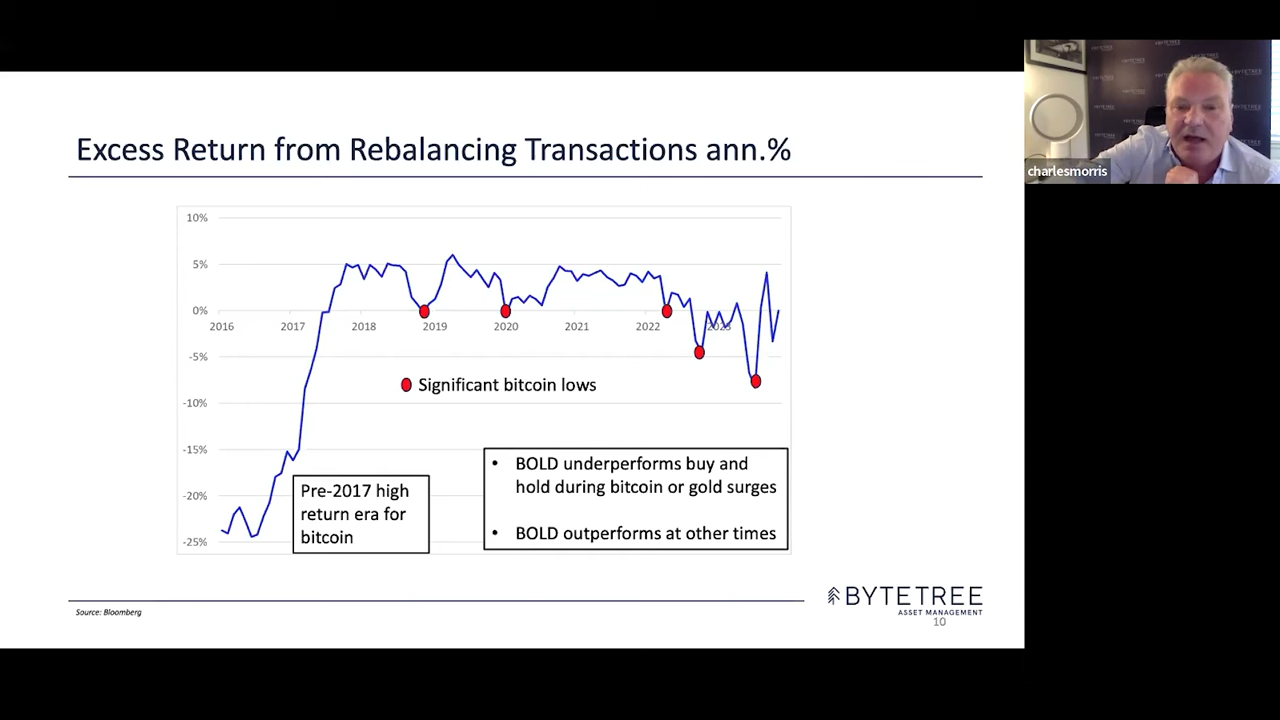 Excess Return from Rebalancing Transactions ann.%
charlesmorris
10%
5%
0%
-5%
-10%
-15%
-20%
-25%
2016
2017
2018
2019
2020
2021
2022
2023
Significant bitcoin lows
Pre-2017 high
return era for
bitcoin
• BOLD underperforms buy and
hold during bitcoin or gold surges
• BOLD outperforms at other times
Source: Bloomberg
BYTETREE
ASSET MANAGEMENT
10
BYTETREE